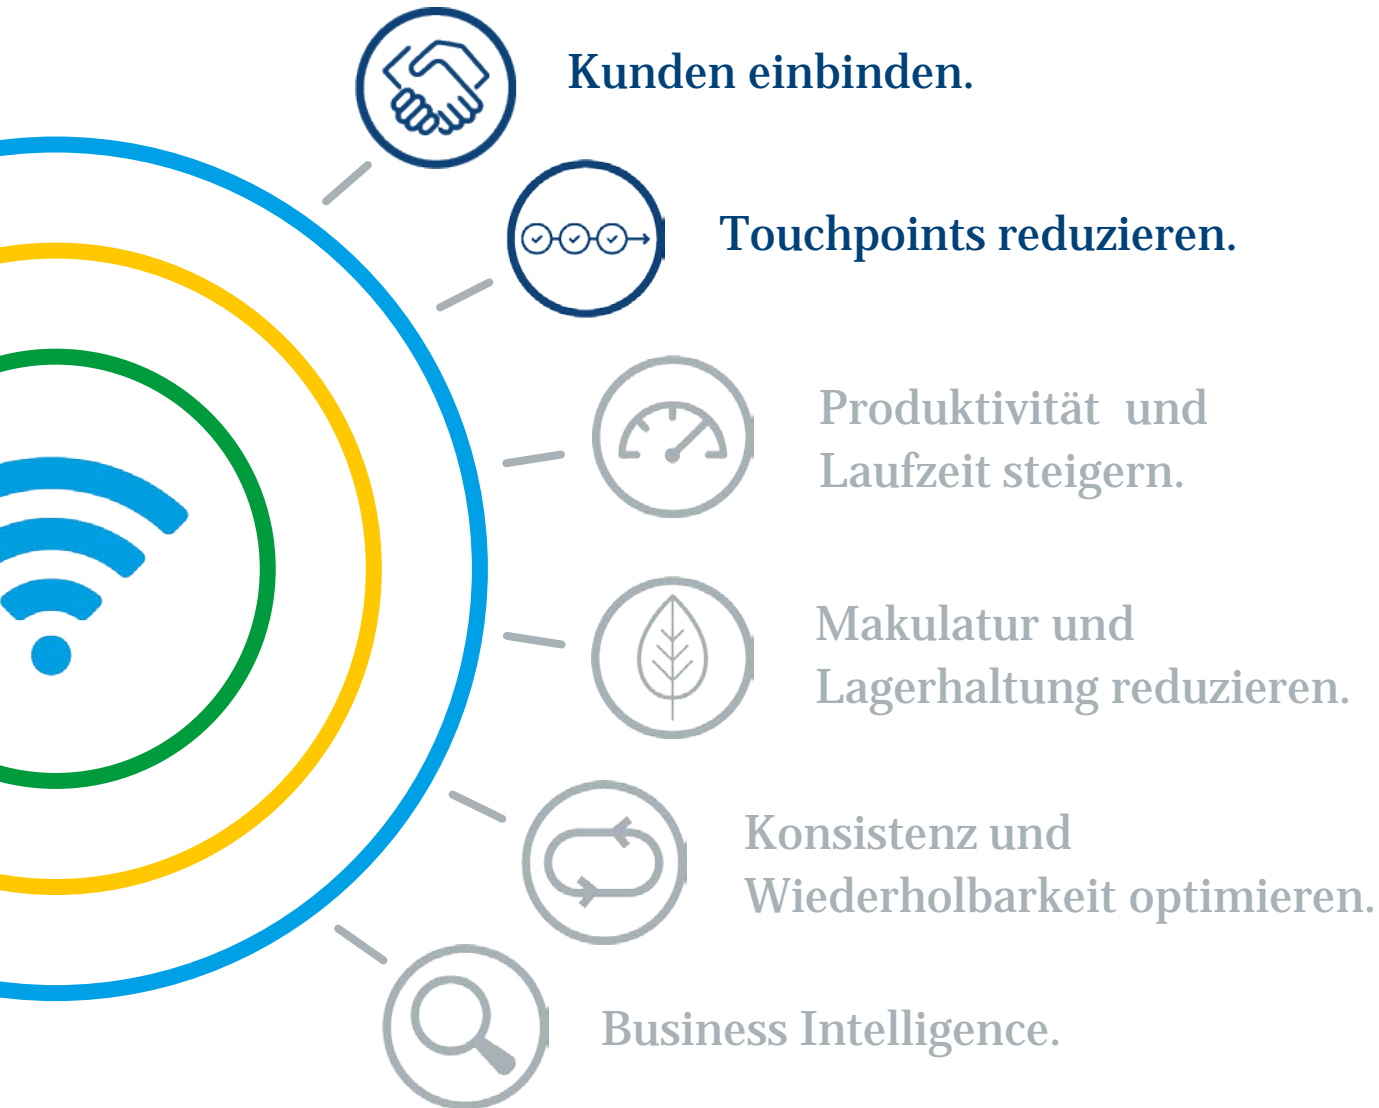 Kunden einbinden.
Touchpoints reduzieren.
Produktivität und
Laufzeit steigern.
Makulatur und
Lagerhaltung reduzieren.
Konsistenz und
Wiederholbarkeit optimieren.
Business Intelligence.